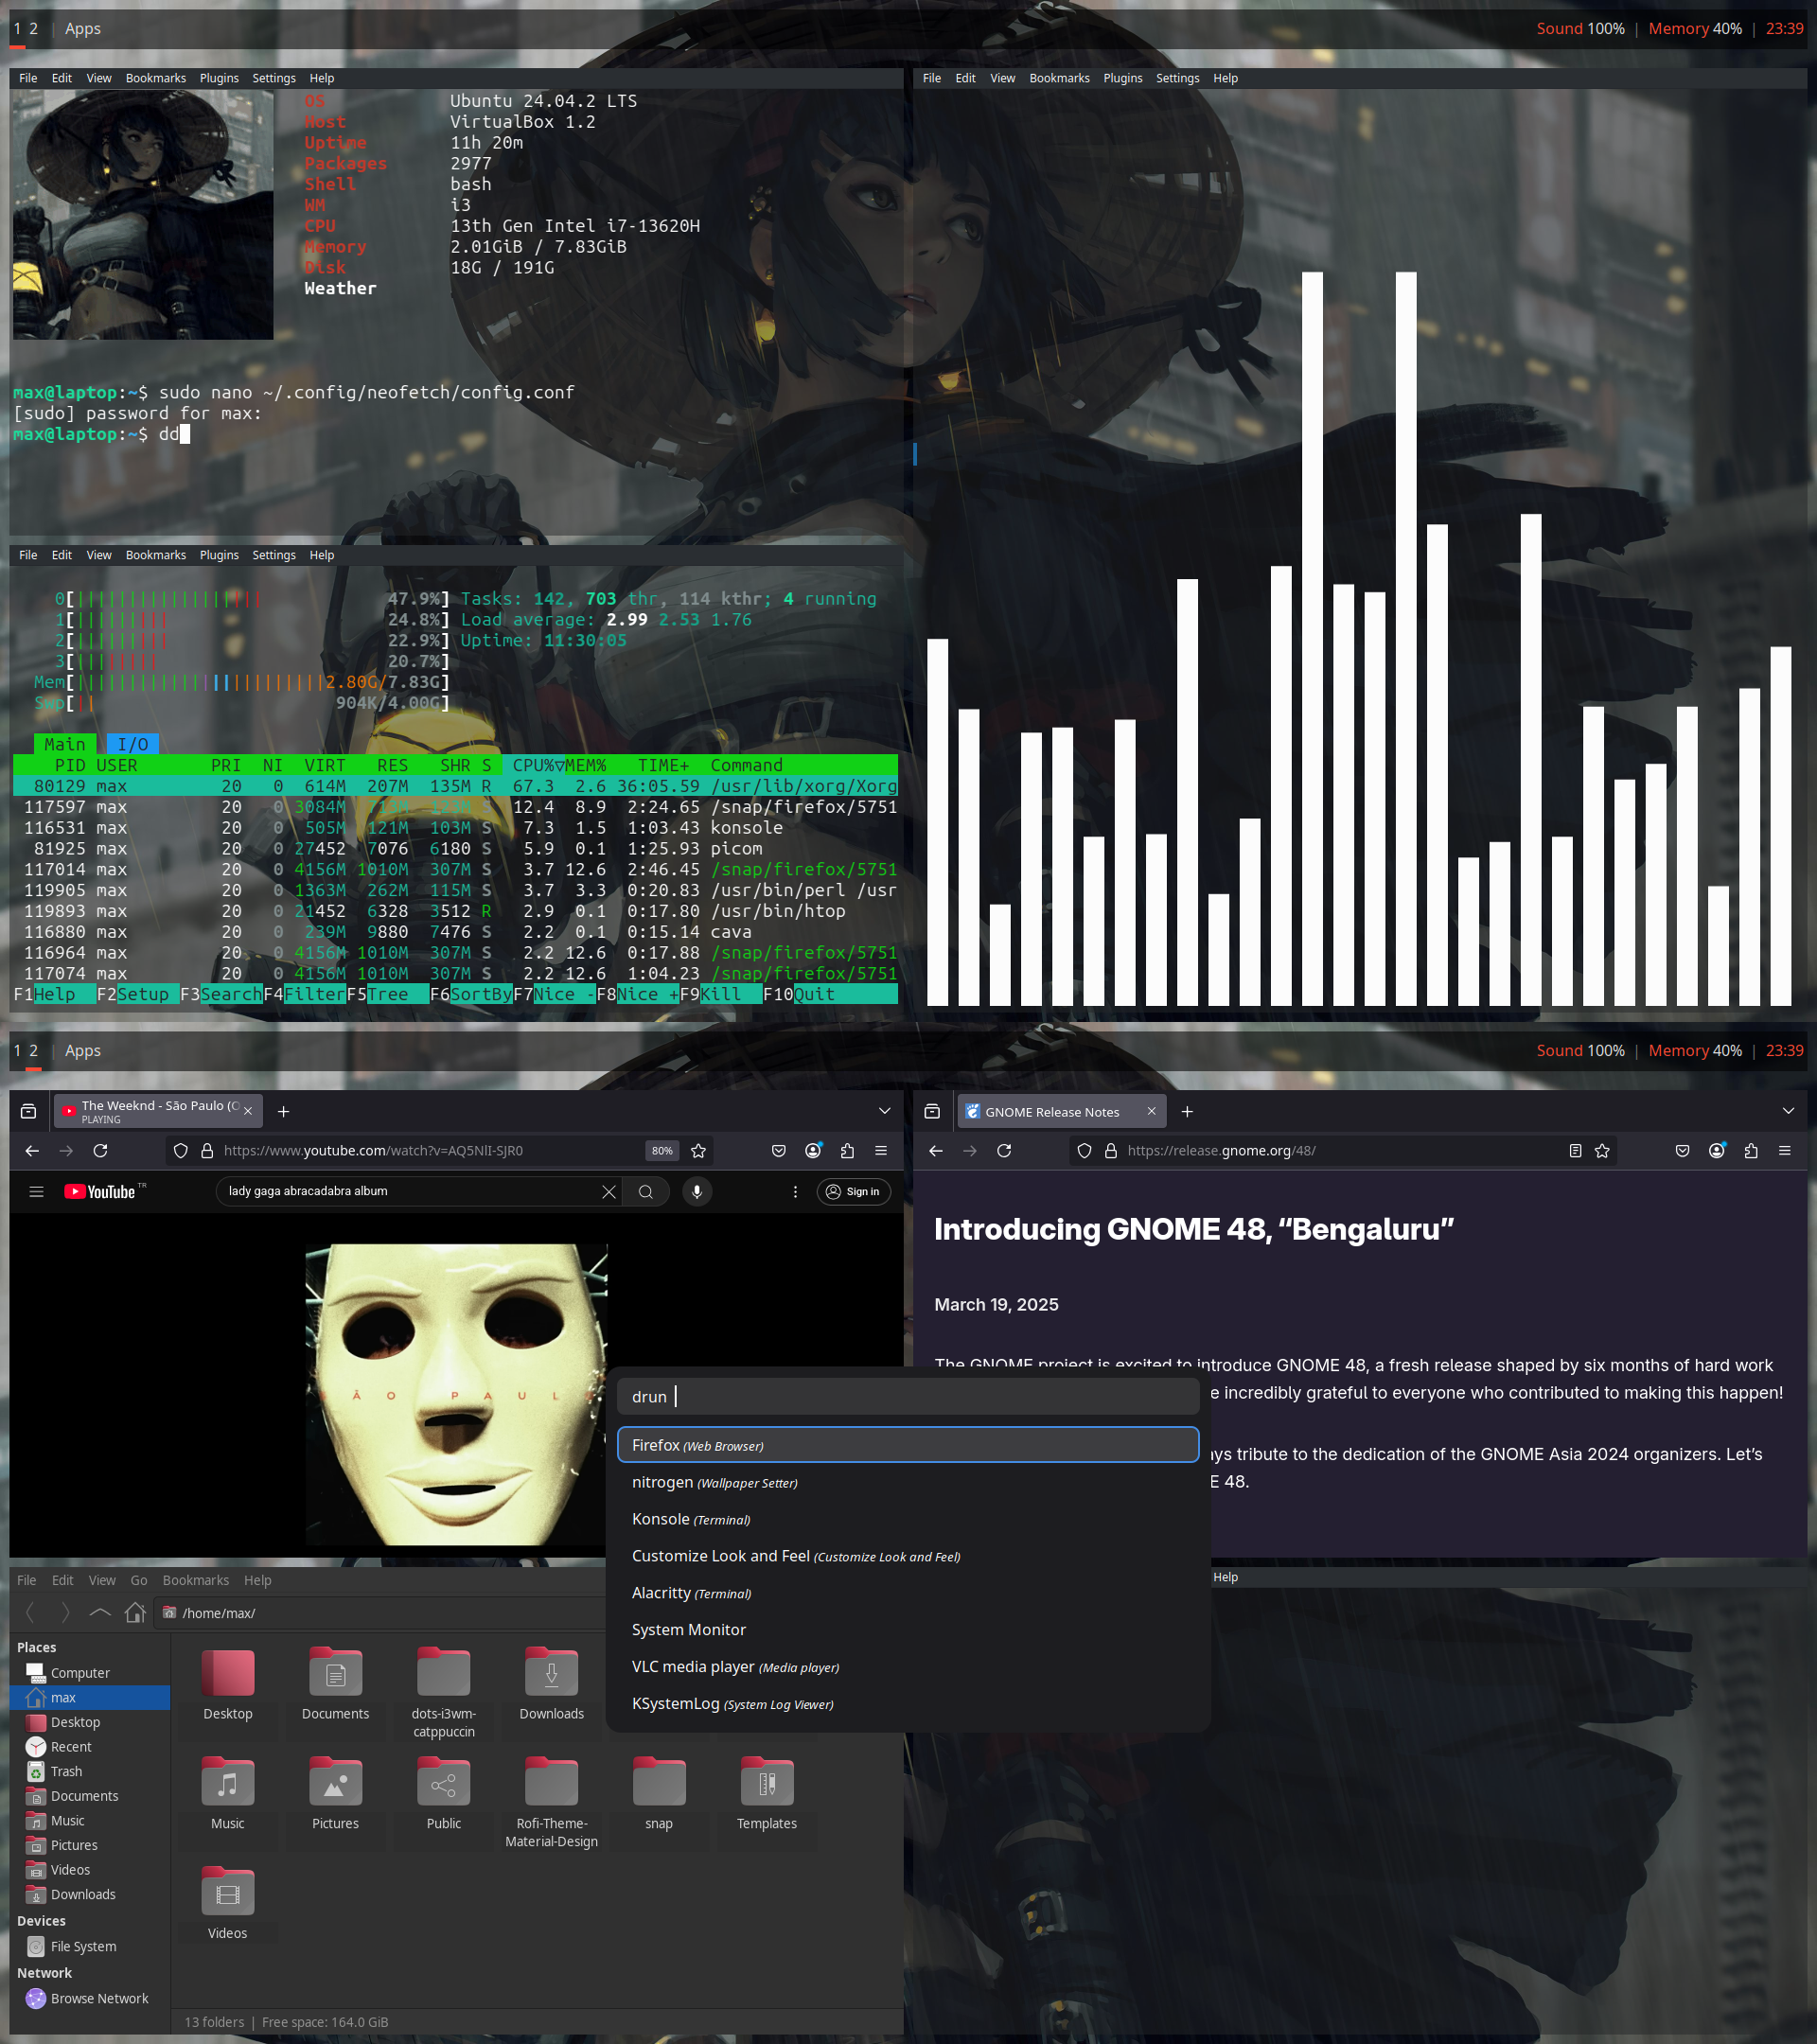 1 2 | Apps
Sound 100% | Memory 40% | 23:39
File Edit View Bookmarks Plugins Settings Help
OS Ubuntu 24.04.2 LTS
Host VirtualBox 1.2
Uptime 11h 20m
Packages 2977
Shell bash
WM i3
CPU 13th Gen Intel i7-13620H
Memory 2.01GiB / 7.83GiB
Disk 18G / 191G
Weather
max@laptop:~$ sudo nano ~/.config/neofetch/config.conf
[sudo] password for max:
max@laptop:~$ dd
File Edit View Bookmarks Plugins Settings Help
File Edit View Bookmarks Plugins Settings Help
0[ 47.9%] Tasks: 142, 703 thr, 114 kthr; 4 running
1[ 24.8%] Load average: 2.99 2.53 1.76
2[ 22.9%] Uptime: 11:30:05
3[ 20.7%]
Mem[ 2.80G/7.83G]
Swp[ 904K/4.00G]
Main I/O
PID USER PRI NI VIRT RES SHR S CPU%▽MEM% TIME+ Command
80129 max 20 0 614M 207M 135M R 67.3 2.6 36:05.59 /usr/lib/xorg/Xorg
117597 max 20 0 3084M S 12.4 8.9 2:24.65 /snap/firefox/5751
116531 max 20 0 505M 121M 103M S 7.3 1.5 1:03.43 konsole
81925 max 20 0 27452 7076 6180 S 5.9 0.1 1:25.93 picom
117014 max 20 0 4156M 1010M 307M S 3.7 12.6 2:46.45 /snap/firefox/5751
119905 max 20 0 1363M 262M 115M S 3.7 3.3 0:20.83 /usr/bin/perl /usr
119893 max 20 0 21452 6328 3512 R 2.9 0.1 0:17.80 /usr/bin/htop
116880 max 20 0 239M 9880 7476 S 2.2 0.1 0:15.14 cava
116964 max 20 0 4156M 1010M 307M S 2.2 12.6 0:17.88 /snap/firefox/5751
117074 max 20 0 4156M 1010M 307M S 2.2 12.6 1:04.23 /snap/firefox/5751
F1Help F2Setup F3SearchF4FilterF5Tree F6SortByF7Nice -F8Nice +F9Kill F10Quit
1 2 | Apps
Sound 100% | Memory 40% | 23:39
The Weeknd - São Paulo (O
PLAYING
https://www.youtube.com/watch?v=AQ5NlI-SJR0 80%
YouTube TR
lady gaga abracadabra album
Sign in
S Ã O P A U L
GNOME Release Notes
https://release.gnome.org/48/
Introducing GNOME 48, “Bengaluru”
March 19, 2025
The GNOME project is excited to introduce GNOME 48, a fresh release shaped by six months of hard work
e incredibly grateful to everyone who contributed to making this happen!
ays tribute to the dedication of the GNOME Asia 2024 organizers. Let’s
E 48.
drun
Firefox (Web Browser)
nitrogen (Wallpaper Setter)
Konsole (Terminal)
Customize Look and Feel (Customize Look and Feel)
Alacritty (Terminal)
System Monitor
VLC media player (Media player)
KSystemLog (System Log Viewer)
File Edit View Go Bookmarks Help
/home/max/
Places
Computer
max
Desktop
Recent
Trash
Documents
Music
Pictures
Videos
Downloads
Devices
File System
Network
Browse Network
Desktop
Documents
dots-i3wm-
catppuccin
Downloads
Music
Pictures
Public
Rofi-Theme-
Material-Design
snap
Templates
Videos
13 folders | Free space: 164.0 GiB
Help